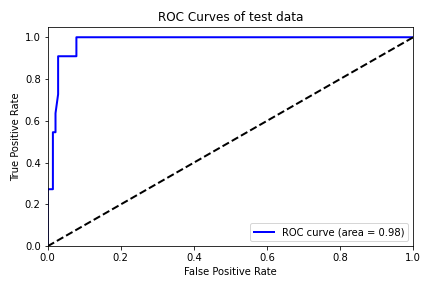 ROC Curves of test data
1.0
0.8
0.6
0.4
0.2
0.0
True Positive Rate
ROC curve (area = 0.98)
0.0 0.2 0.4 0.6 0.8 1.0
False Positive Rate